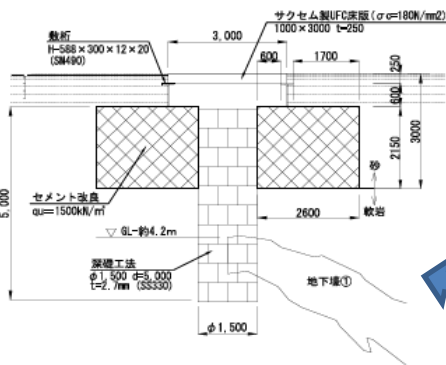 敷桁
H-588×300×12×20
(SM490)
3,000
サクセム製UFC床版(σc=180N/mm2)
1000×3000 t=250
600
1700
250
600
2150
3000
砂
軟岩
5,000
セメント改良
qu=1500kN/㎡
2600
▽ GL-約4.2m
深礎工法
φ1,500 d=5,000
t=2.7mm (SS330)
地下壕①
φ1,500